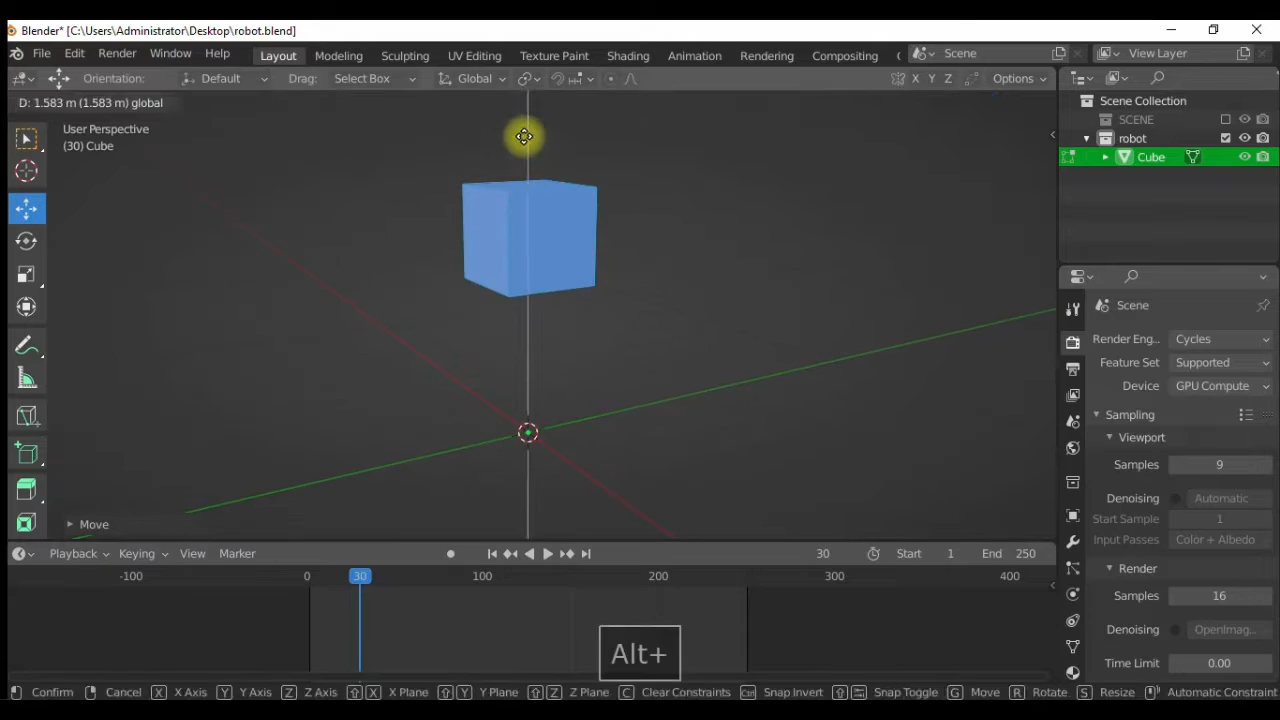 Blender* [C:\Users\Administrator\Desktop\robot.blend]
File Edit Render Window Help Layout Modeling Sculpting UV Editing Texture Paint Shading Animation Rendering Compositing Scene View Layer
Orientation: Default Drag: Select Box Global X Y Z Options
D: 1.583 m (1.583 m) global
User Perspective
(30) Cube
Scene Collection
SCENE
robot
Cube
Scene
Render Eng... Cycles
Feature Set Supported
Device GPU Compute
Sampling
Viewport
Samples 9
Denoising Automatic
Start Sample 1
Input Passes Color + Albedo
Render
Samples 16
Denoising OpenImag...
Time Limit 0.00
Move
Playback Keying View Marker 30 Start 1 End 250
-100 0 30 100 200 300 400
Alt+
Confirm Cancel X X Axis Y Y Axis Z Z Axis X X Plane Y Y Plane Z Z Plane C Clear Constraints Ctrl Snap Invert Snap Toggle G Move R Rotate S Resize Automatic Constraint